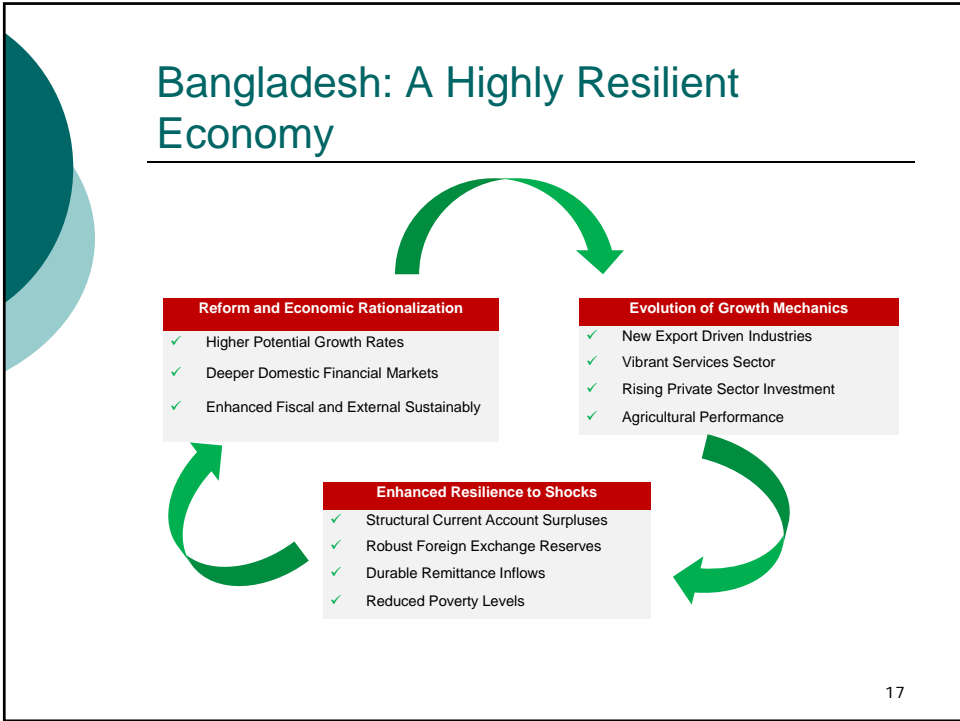 Bangladesh: A Highly Resilient
Economy
Reform and Economic Rationalization
✓ Higher Potential Growth Rates
✓ Deeper Domestic Financial Markets
✓ Enhanced Fiscal and External Sustainably
Evolution of Growth Mechanics
✓ New Export Driven Industries
✓ Vibrant Services Sector
✓ Rising Private Sector Investment
✓ Agricultural Performance
Enhanced Resilience to Shocks
✓ Structural Current Account Surpluses
✓ Robust Foreign Exchange Reserves
✓ Durable Remittance Inflows
✓ Reduced Poverty Levels
17